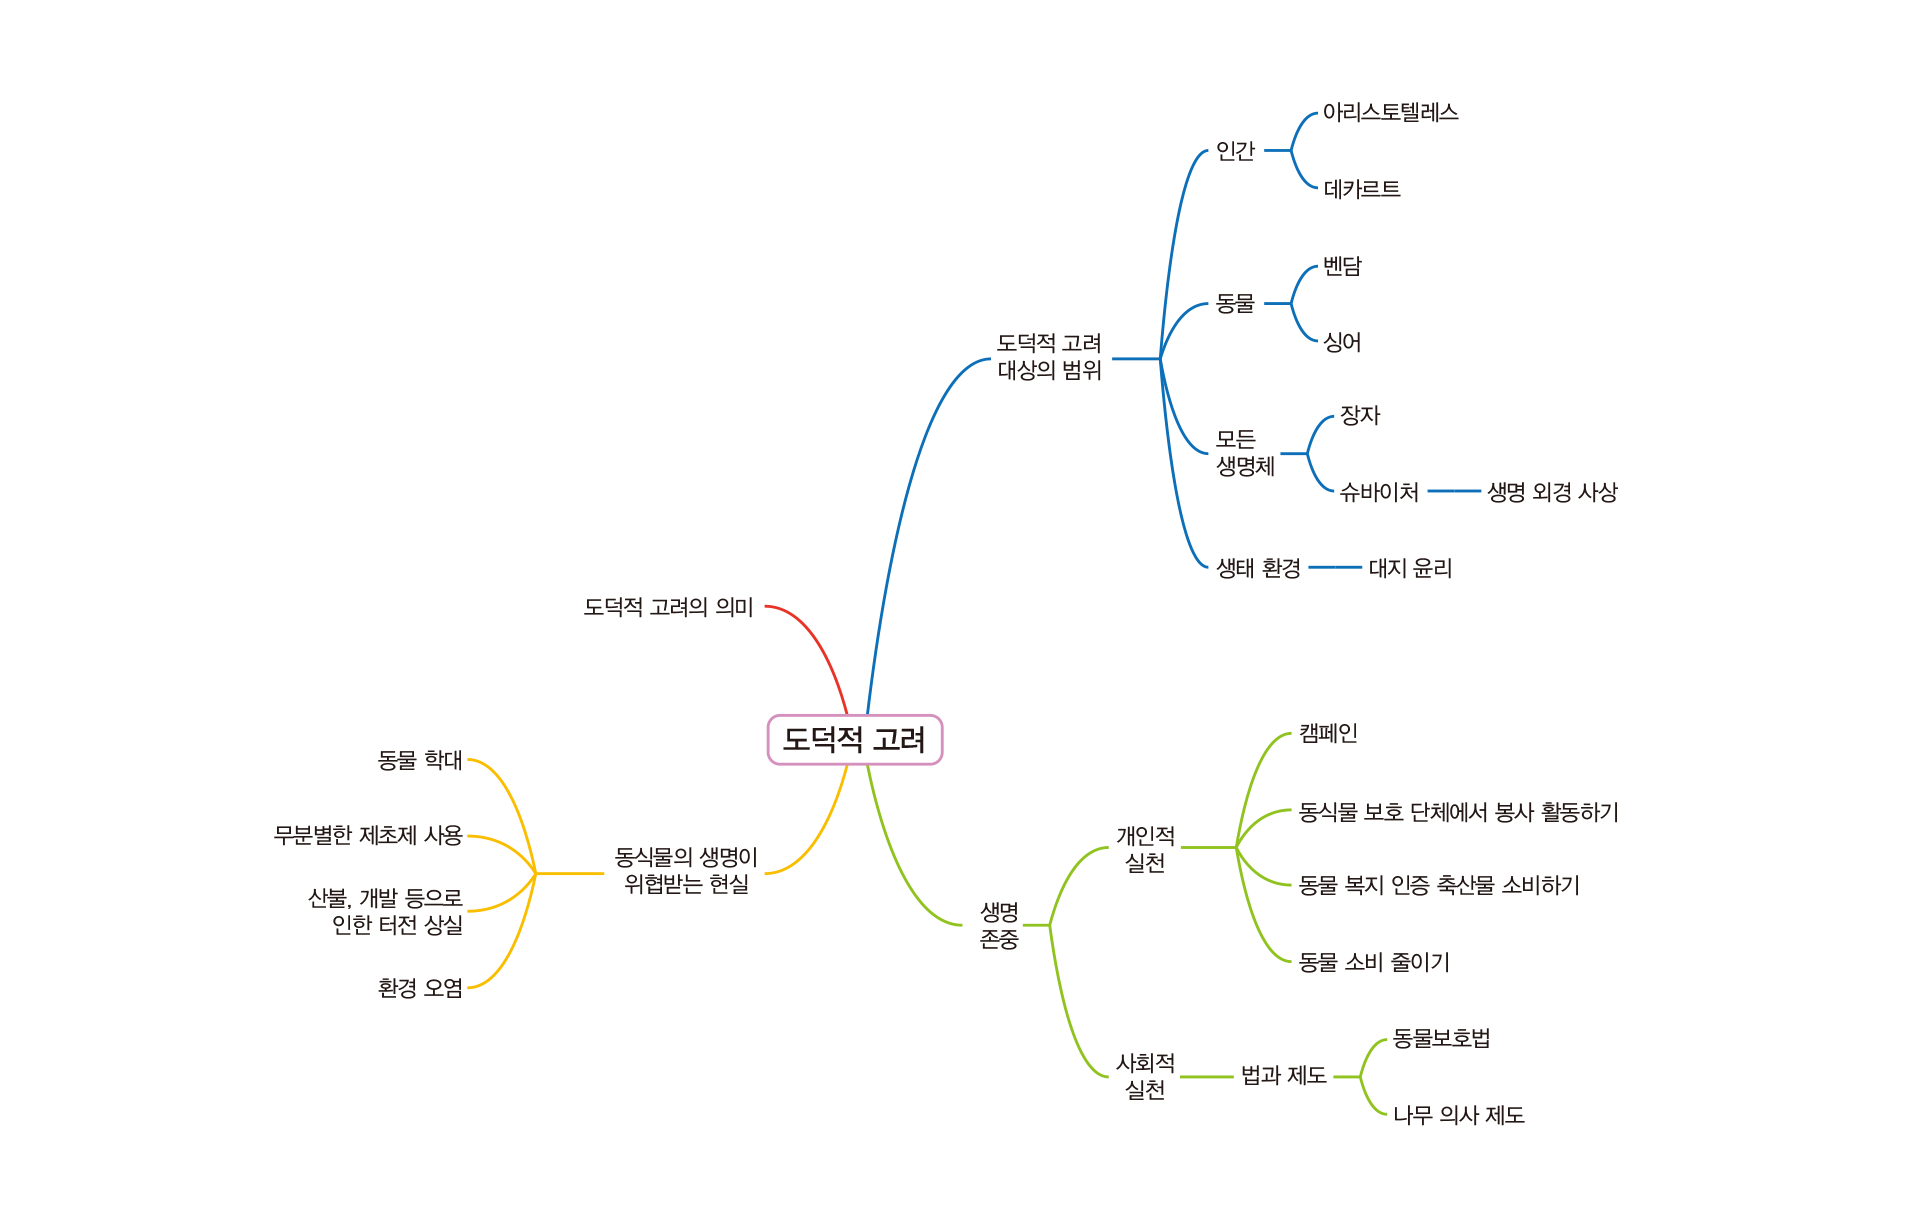 도덕적 고려
도덕적 고려의 의미
도덕적 고려
대상의 범위
인간
아리스토텔레스
데카르트
동물
벤담
싱어
모든
생명체
장자
슈바이처
생명 외경 사상
생태 환경
대지 윤리
생명
존중
개인적
실천
캠페인
동식물 보호 단체에서 봉사 활동하기
동물 복지 인증 축산물 소비하기
동물 소비 줄이기
사회적
실천
법과 제도
동물보호법
나무 의사 제도
동식물의 생명이
위협받는 현실
동물 학대
무분별한 제초제 사용
산불, 개발 등으로
인한 터전 상실
환경 오염